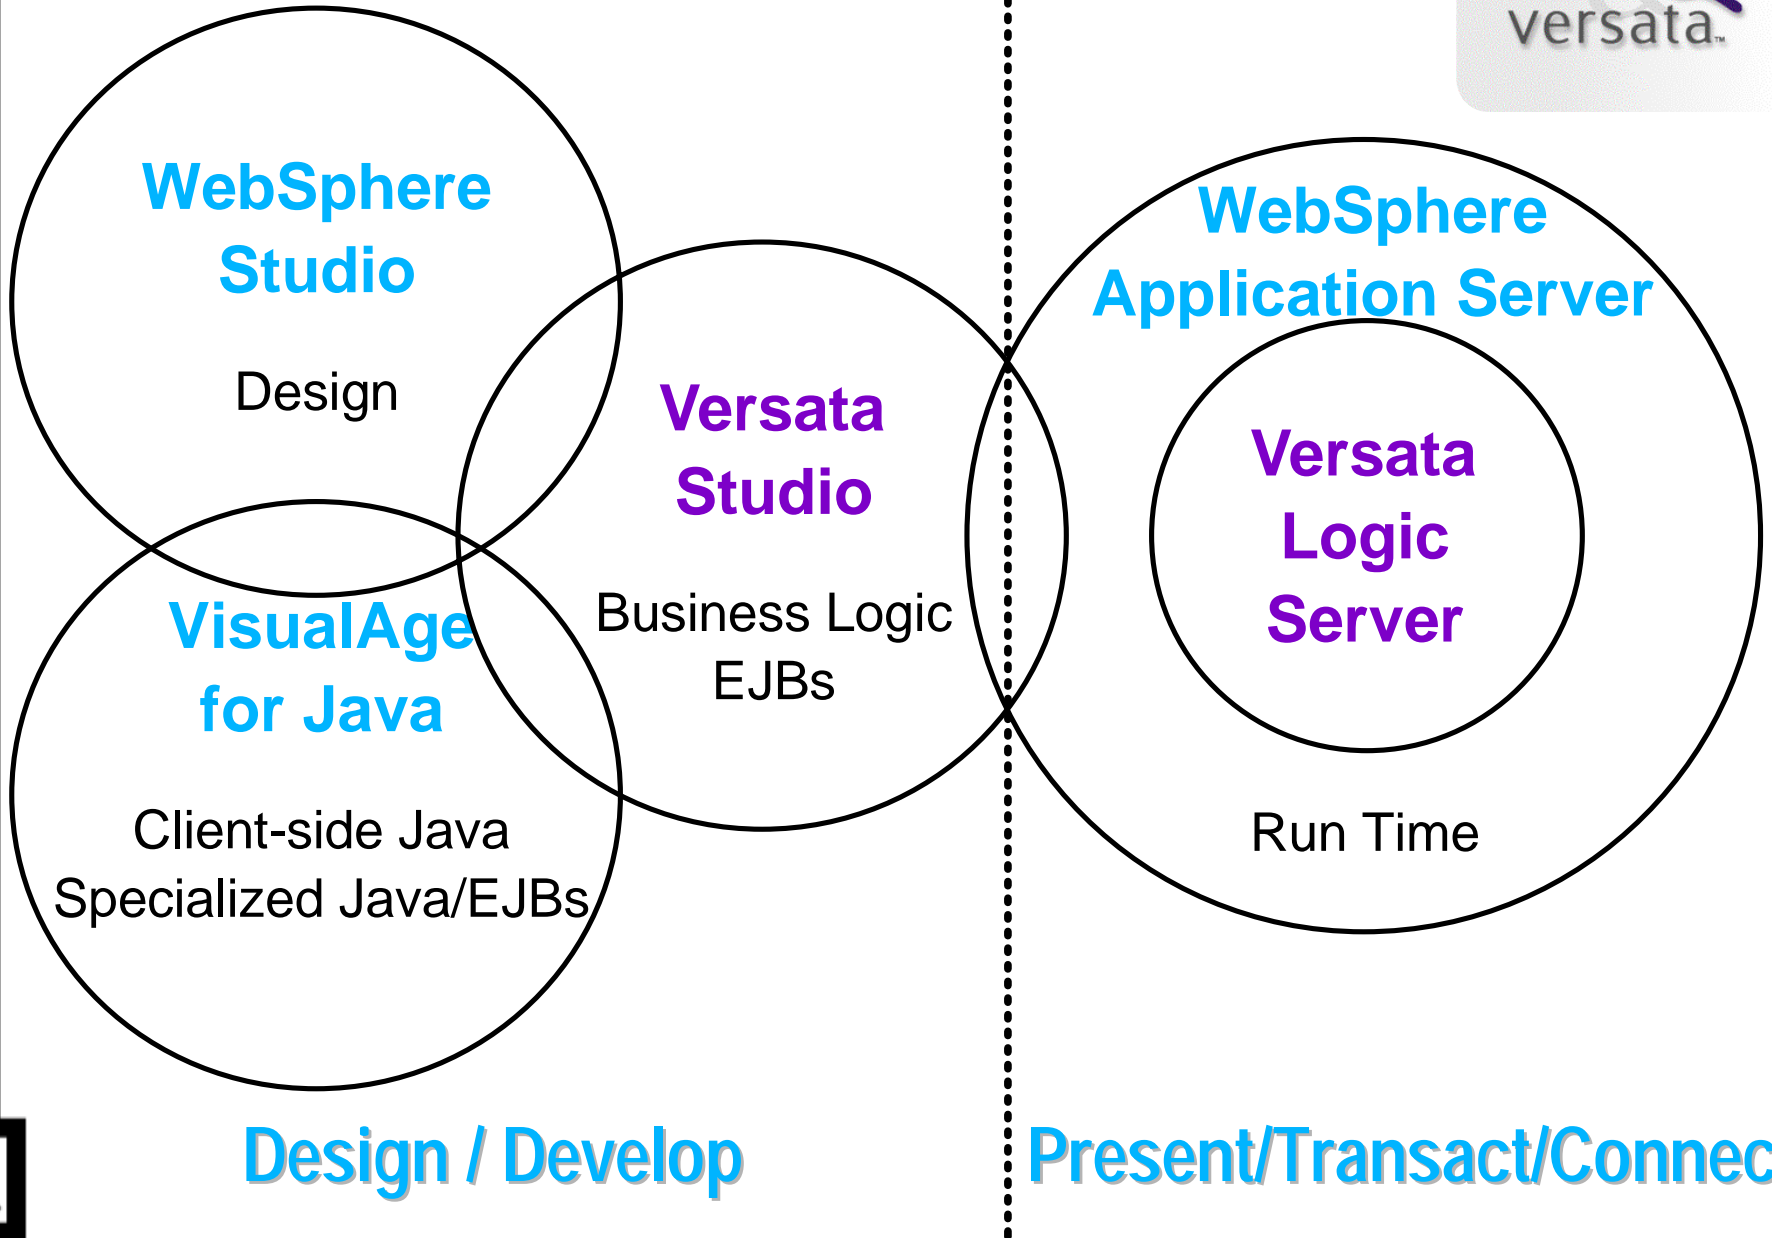 versata™
WebSphere
Studio
Design
WebSphere
Application Server
Versata
Studio
Business Logic
EJBs
Versata
Logic
Server
Run Time
VisualAge
for Java
Client-side Java
Specialized Java/EJBs
Design / Develop
Present/Transact/Connec